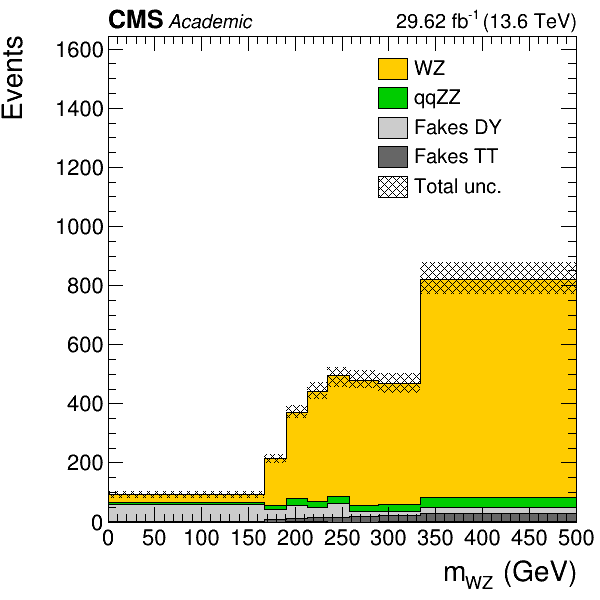 CMS Academic
29.62 fb⁻¹ (13.6 TeV)
Events
1600
1400
1200
1000
800
600
400
200
0
WZ
qqZZ
Fakes DY
Fakes TT
Total unc.
0 50 100 150 200 250 300 350 400 450 500
m_WZ (GeV)